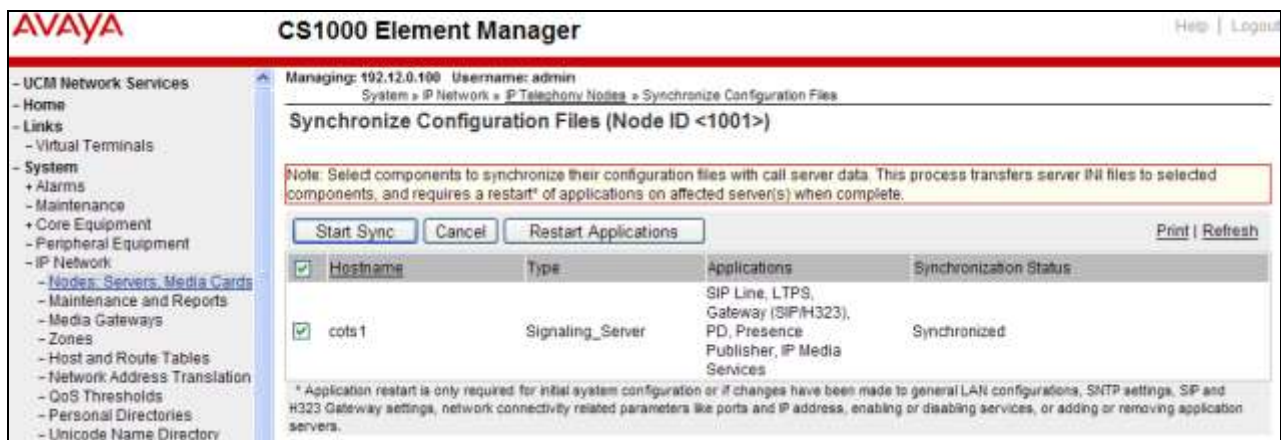 AVAYA
CS1000 Element Manager
Help | Logout
- UCM Network Services
- Home
- Links
- Virtual Terminals
- System
+ Alarms
- Maintenance
+ Core Equipment
- Peripheral Equipment
- IP Network
- Nodes: Servers, Media Cards
- Maintenance and Reports
- Media Gateways
- Zones
- Host and Route Tables
- Network Address Translation
- QoS Thresholds
- Personal Directories
- Unicode Name Directory
Managing: 192.12.0.100 Username: admin
System » IP Network » IP Telephony Nodes » Synchronize Configuration Files
Synchronize Configuration Files (Node ID <1001>)
Note: Select components to synchronize their configuration files with call server data. This process transfers server INI files to selected
components, and requires a restart* of applications on affected server(s) when complete.
Start Sync Cancel Restart Applications Print | Refresh
Hostname Type Applications Synchronization Status
cots1 Signaling_Server SIP Line, LTPS, Synchronized
Gateway (SIP/H323),
PD, Presence
Publisher, IP Media
Services
* Application restart is only required for initial system configuration or if changes have been made to general LAN configurations, SNTP settings, SIP and
H323 Gateway settings, network connectivity related parameters like ports and IP address, enabling or disabling services, or adding or removing application
servers.